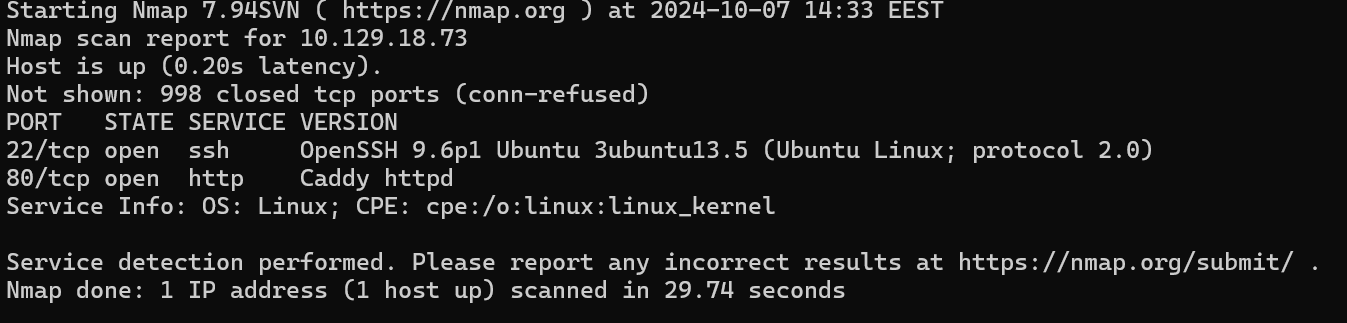 Starting Nmap 7.94SVN ( https://nmap.org ) at 2024-10-07 14:33 EEST
Nmap scan report for 10.129.18.73
Host is up (0.20s latency).
Not shown: 998 closed tcp ports (conn-refused)
PORT   STATE SERVICE VERSION
22/tcp open  ssh     OpenSSH 9.6p1 Ubuntu 3ubuntu13.5 (Ubuntu Linux; protocol 2.0)
80/tcp open  http    Caddy httpd
Service Info: OS: Linux; CPE: cpe:/o:linux:linux_kernel

Service detection performed. Please report any incorrect results at https://nmap.org/submit/ .
Nmap done: 1 IP address (1 host up) scanned in 29.74 seconds